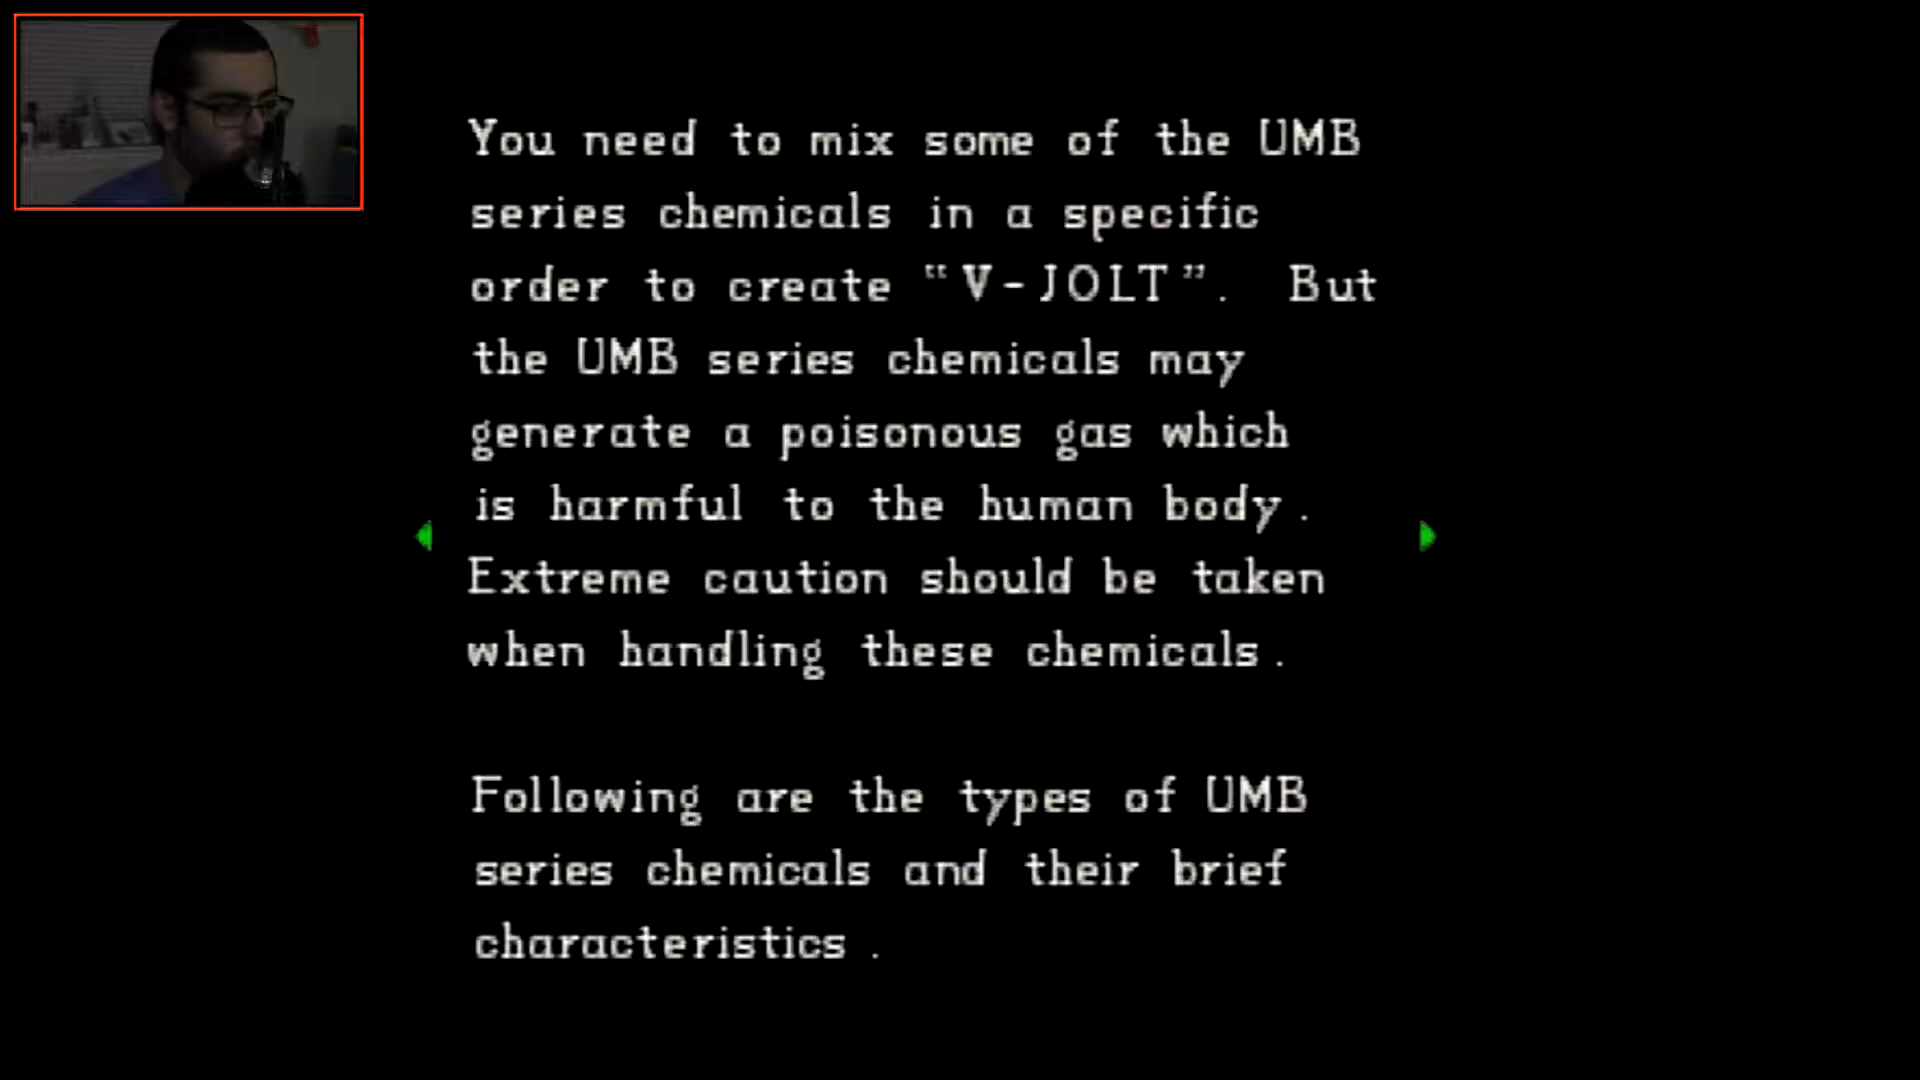 You need to mix some of the UMB
series chemicals in a specific
order to create “V-JOLT”. But
the UMB series chemicals may
generate a poisonous gas which
is harmful to the human body.
Extreme caution should be taken
when handling these chemicals.
Following are the types of UMB
series chemicals and their brief
characteristics.